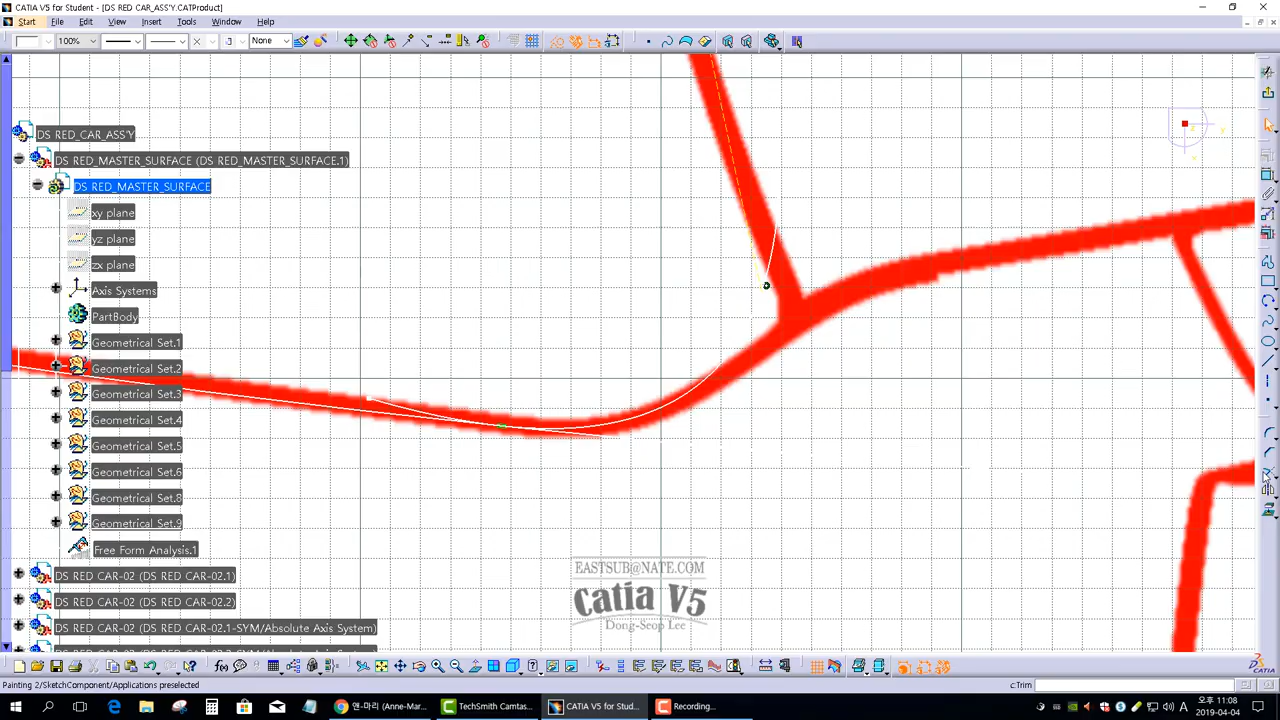 CATIA V5 for Student - [DS RED CAR_ASS'Y.CATProduct]
Start File Edit View Insert Tools Window Help
100% None
DS RED_CAR_ASS'Y
DS RED_MASTER_SURFACE (DS RED_MASTER_SURFACE.1)
DS RED_MASTER_SURFACE
xy plane
yz plane
zx plane
Axis Systems
PartBody
Geometrical Set.1
Geometrical Set.2
Geometrical Set.3
Geometrical Set.4
Geometrical Set.5
Geometrical Set.6
Geometrical Set.8
Geometrical Set.9
Free Form Analysis.1
DS RED CAR-02 (DS RED CAR-02.1)
DS RED CAR-02 (DS RED CAR-02.2)
DS RED CAR-02 (DS RED CAR-02.1-SYM/Absolute Axis System)
EASTSUB@NATE.COM
Catia V5
Dong-Seop Lee
Painting 2/SketchComponent/Applications preselected
c:Trim
앤-마리 (Anne-Mar...
TechSmith Camtas...
CATIA V5 for Stud...
Recording...
A 오후 11:08
2019-04-04